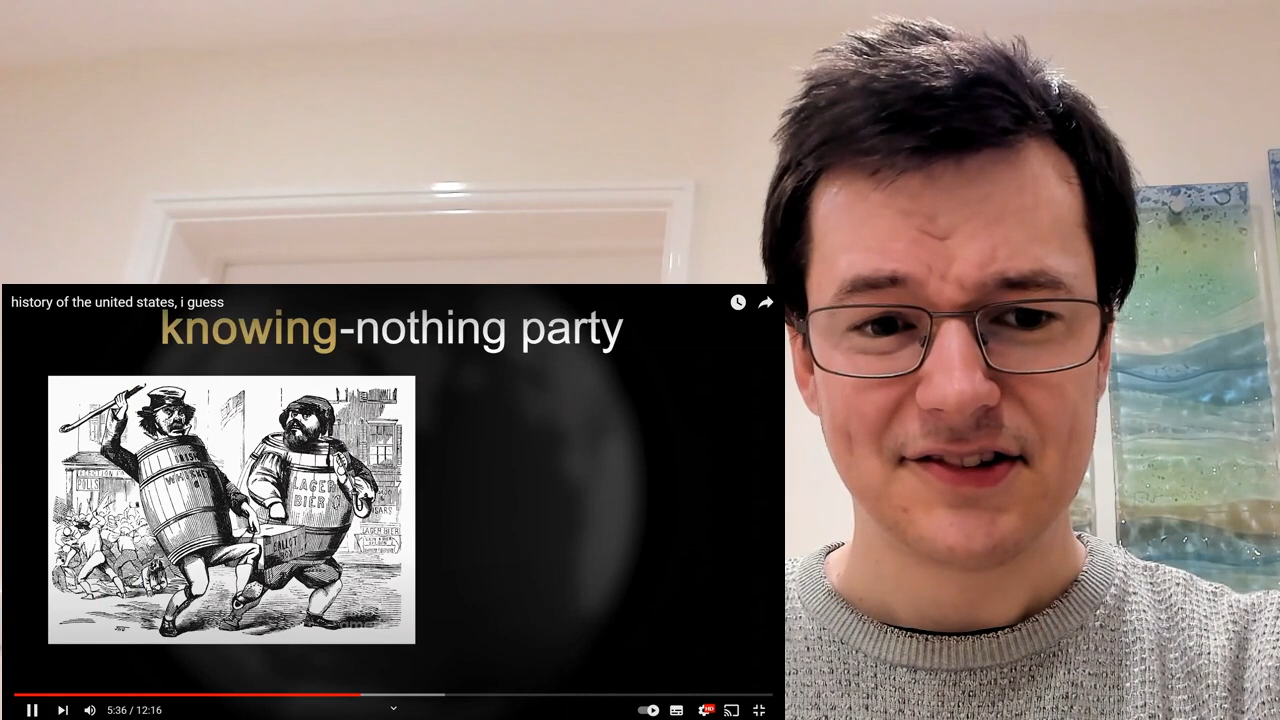 history of the united states, i guess
knowing-nothing party
IRISH
WHISKEY
LAGER
BIER
POLLS
LAGER BIER
BALLOT
5:36 / 12:16
HD